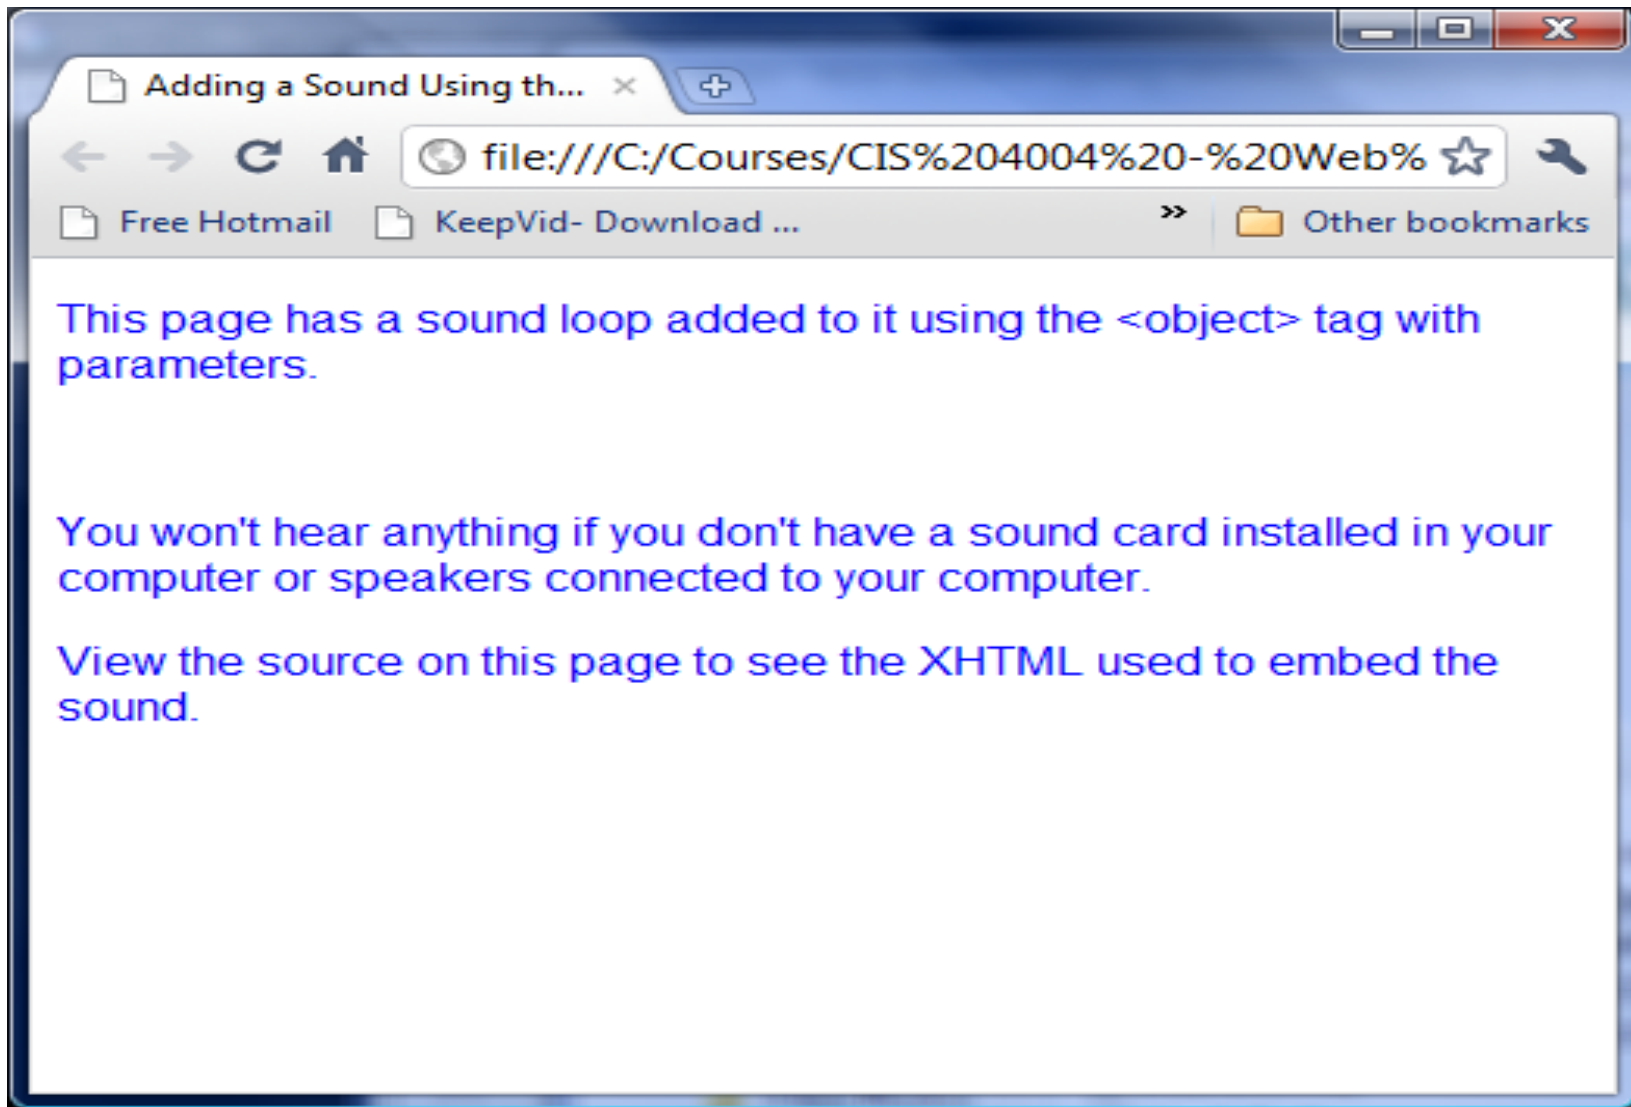 Adding a Sound Using th...
file:///C:/Courses/CIS%204004%20-%20Web%
Free Hotmail KeepVid- Download ... » Other bookmarks
This page has a sound loop added to it using the <object> tag with
parameters.
You won't hear anything if you don't have a sound card installed in your
computer or speakers connected to your computer.
View the source on this page to see the XHTML used to embed the
sound.